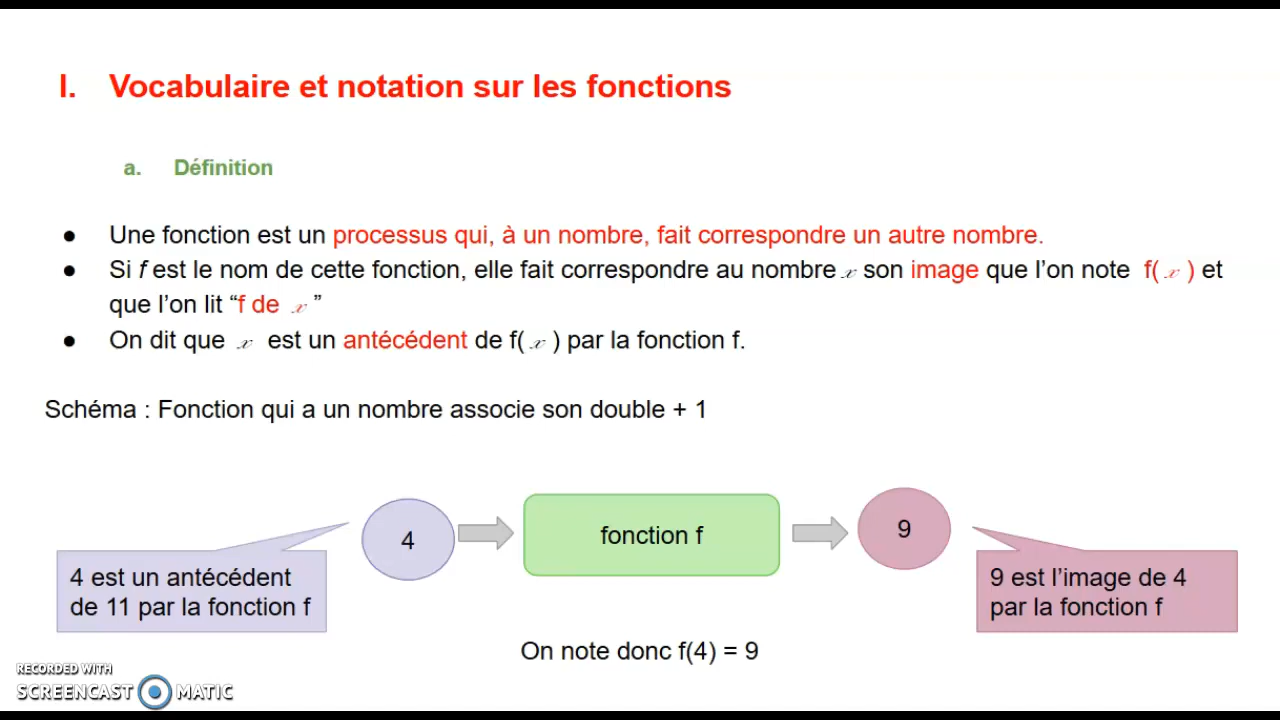 I. Vocabulaire et notation sur les fonctions
a. Définition
● Une fonction est un processus qui, à un nombre, fait correspondre un autre nombre.
● Si f est le nom de cette fonction, elle fait correspondre au nombre x son image que l’on note f( x ) et
que l’on lit “f de x ”
● On dit que x est un antécédent de f( x ) par la fonction f.
Schéma : Fonction qui a un nombre associe son double + 1
4
fonction f
9
4 est un antécédent
de 11 par la fonction f
9 est l’image de 4
par la fonction f
On note donc f(4) = 9
RECORDED WITH
SCREENCAST MATIC